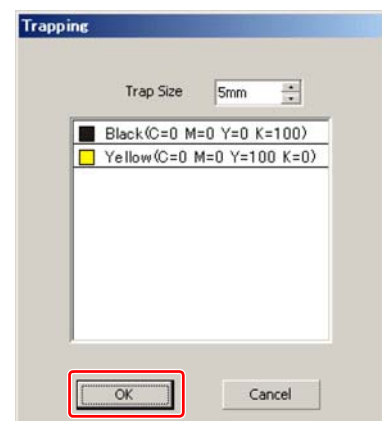 Trapping
Trap Size 5mm
Black(C=0 M=0 Y=0 K=100)
Yellow(C=0 M=0 Y=100 K=0)
OK Cancel